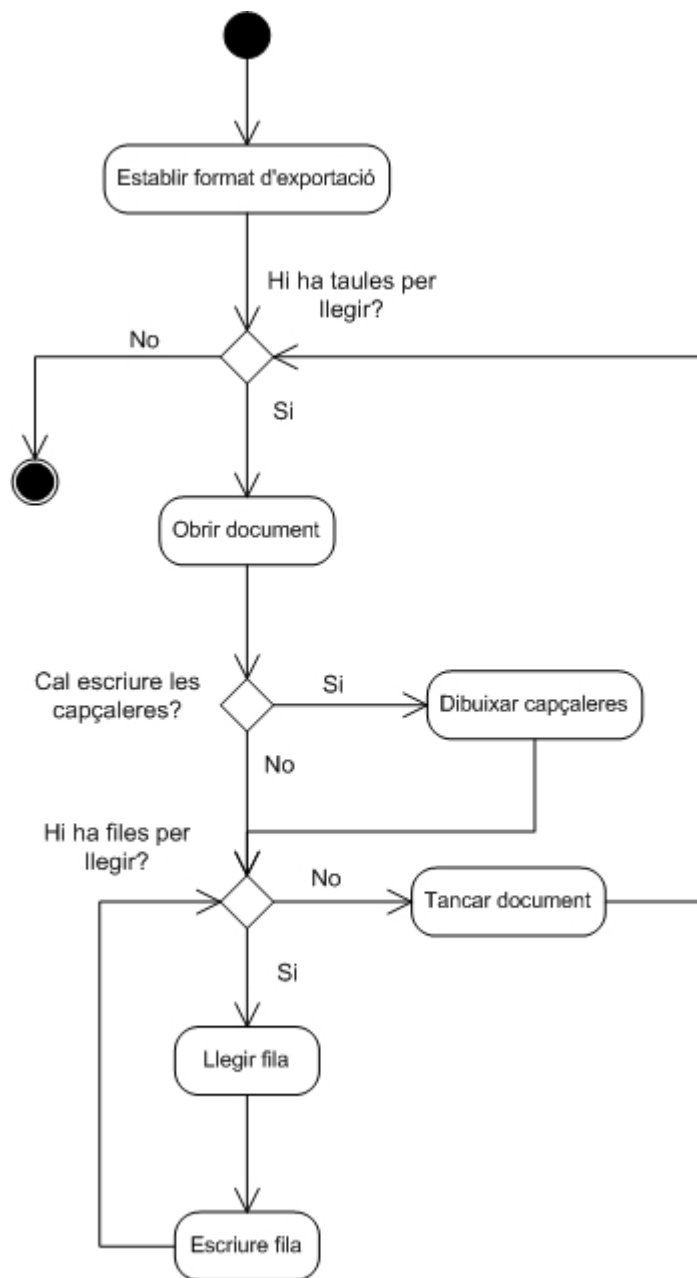 Establir format d'exportació
Hi ha taules per
llegir?
No
Si
Obrir document
Cal escriure les
capçaleres?
Si
Dibuixar capçaleres
No
Hi ha files per
llegir?
No
Tancar document
Si
Llegir fila
Escriure fila